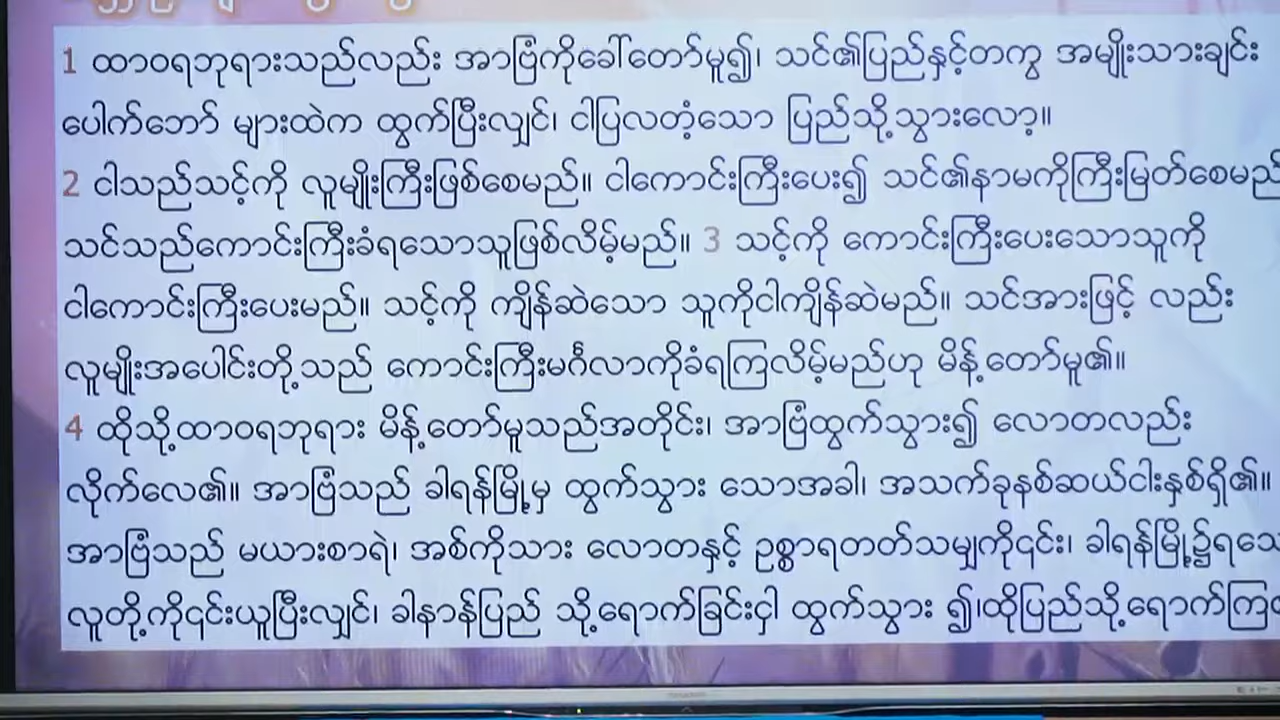 1 ထာဝရဘုရားသည်လည်း အာဗြံကိုခေါ်တော်မူ၍၊ သင်၏ပြည်နှင့်တကွ အမျိုးသားချင်း
ပေါက်ဘော် များထဲက ထွက်ပြီးလျှင်၊ ငါပြလတံ့သော ပြည်သို့သွားလော့။
2 ငါသည်သင့်ကို လူမျိုးကြီးဖြစ်စေမည်။ ငါကောင်းကြီးပေး၍ သင်၏နာမကိုကြီးမြတ်စေမည်
သင်သည်ကောင်းကြီးခံရသောသူဖြစ်လိမ့်မည်။ 3 သင့်ကို ကောင်းကြီးပေးသောသူကို
ငါကောင်းကြီးပေးမည်။ သင့်ကို ကျိန်ဆဲသော သူကိုငါကျိန်ဆဲမည်။ သင်အားဖြင့် လည်း
လူမျိုးအပေါင်းတို့သည် ကောင်းကြီးမင်္ဂလာကိုခံရကြလိမ့်မည်ဟု မိန့်တော်မူ၏။
4 ထိုသို့ထာဝရဘုရား မိန့်တော်မူသည်အတိုင်း၊ အာဗြံထွက်သွား၍ လောတလည်း
လိုက်လေ၏။ အာဗြံသည် ခါရန်မြို့မှ ထွက်သွား သောအခါ၊ အသက်ခုနစ်ဆယ်ငါးနှစ်ရှိ၏။
အာဗြံသည် မယားစာရဲ၊ အစ်ကိုသား လောတနှင့် ဥစ္စာရတတ်သမျှကို၎င်း၊ ခါရန်မြို့၌ရသော
လူတို့ကို၎င်းယူပြီးလျှင်၊ ခါနာန်ပြည် သို့ရောက်ခြင်းငှါ ထွက်သွား ၍၊ထိုပြည်သို့ရောက်ကြ